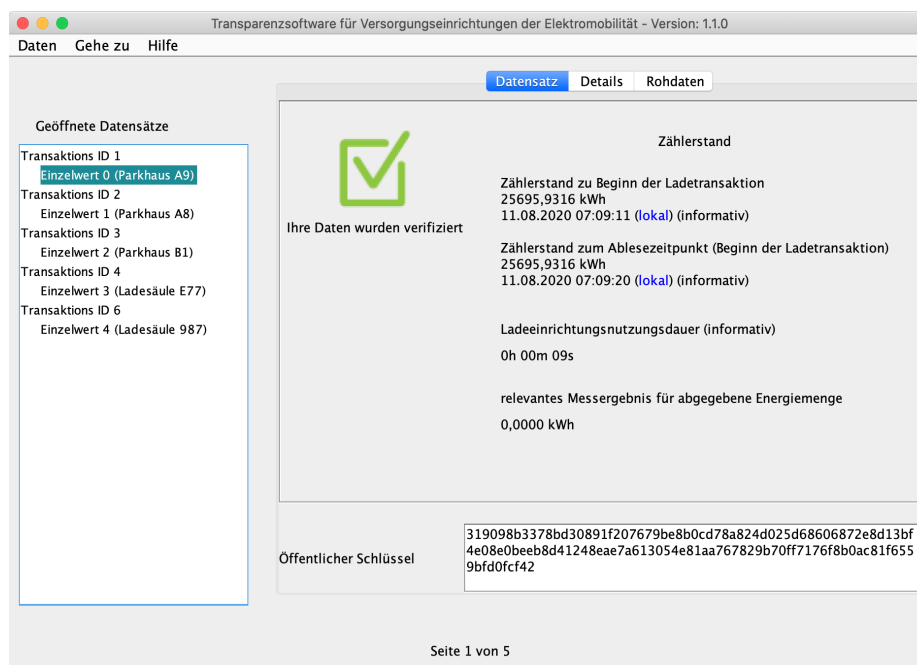 Transparenzsoftware für Versorgungseinrichtungen der Elektromobilität - Version: 1.1.0
Daten Gehe zu Hilfe
Datensatz Details Rohdaten
Geöffnete Datensätze
Transaktions ID 1
Einzelwert 0 (Parkhaus A9)
Transaktions ID 2
Einzelwert 1 (Parkhaus A8)
Transaktions ID 3
Einzelwert 2 (Parkhaus B1)
Transaktions ID 4
Einzelwert 3 (Ladesäule E77)
Transaktions ID 6
Einzelwert 4 (Ladesäule 987)
Ihre Daten wurden verifiziert
Zählerstand
Zählerstand zu Beginn der Ladetransaktion
25695,9316 kWh
11.08.2020 07:09:11 (lokal) (informativ)
Zählerstand zum Ablesezeitpunkt (Beginn der Ladetransaktion)
25695,9316 kWh
11.08.2020 07:09:20 (lokal) (informativ)
Ladeeinrichtungsnutzungsdauer (informativ)
0h 00m 09s
relevantes Messergebnis für abgegebene Energiemenge
0,0000 kWh
Öffentlicher Schlüssel
319098b3378bd30891f207679be8b0cd78a824d025d68606872e8d13bf
4e08e0beeb8d41248eae7a613054e81aa767829b70ff7176f8b0ac81f655
9bfd0fcf42
Seite 1 von 5